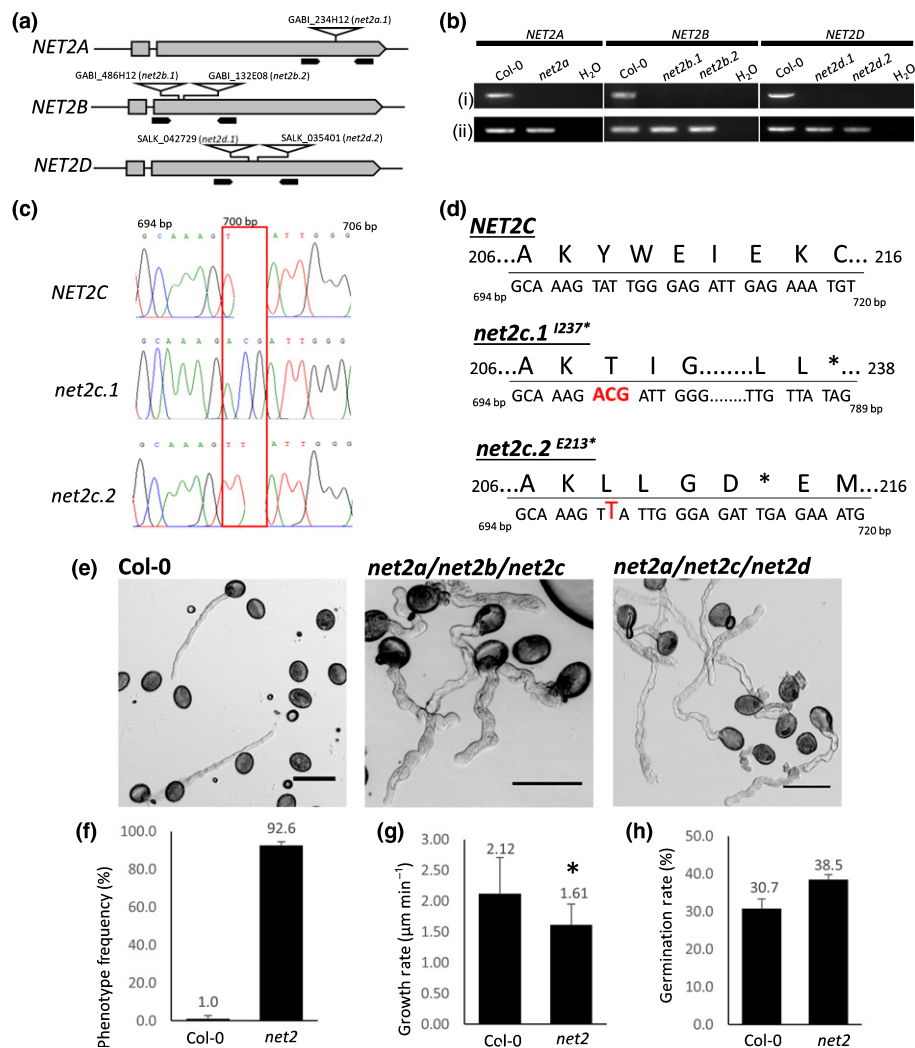 (a)
GABI_234H12 (net2a.1)
NET2A
GABI_486H12 (net2b.1)
GABI_132E08 (net2b.2)
NET2B
SALK_042729 (net2d.1)
SALK_035401 (net2d.2)
NET2D
(b)
NET2A NET2B NET2D
Col-0 net2a H2O Col-0 net2b.1 net2b.2 H2O Col-0 net2d.1 net2d.2 H2O
(i)
(ii)
(c)
694 bp 700 bp 706 bp
G C A A A G T A T T G G G
NET2C
G C A A A G A C G A T T G G G
net2c.1
G C A A A G T T A T T G G G
net2c.2
(d)
NET2C
206...A K Y W E I E K C... 216
694 bp GCA AAG TAT TGG GAG ATT GAG AAA TGT 720 bp
net2c.1 I237*
206...A K T I G........L L *... 238
694 bp GCA AAG ACG ATT GGG........TTG TTA TAG 789 bp
net2c.2 E213*
206...A K L L G D * E M...216
694 bp GCA AAG TTA TTG GGA GAT TGA GAA ATG 720 bp
(e)
Col-0
net2a/net2b/net2c
net2a/net2c/net2d
(f)
Phenotype frequency (%)
100.0
80.0
60.0
40.0
20.0
0.0
1.0
92.6
Col-0 net2
(g)
Growth rate (µm min−1)
3.00
2.50
2.00
1.50
1.00
0.50
0.00
2.12
*
1.61
Col-0 net2
(h)
Germination rate (%)
50.0
40.0
30.0
20.0
10.0
0.0
30.7
38.5
Col-0 net2